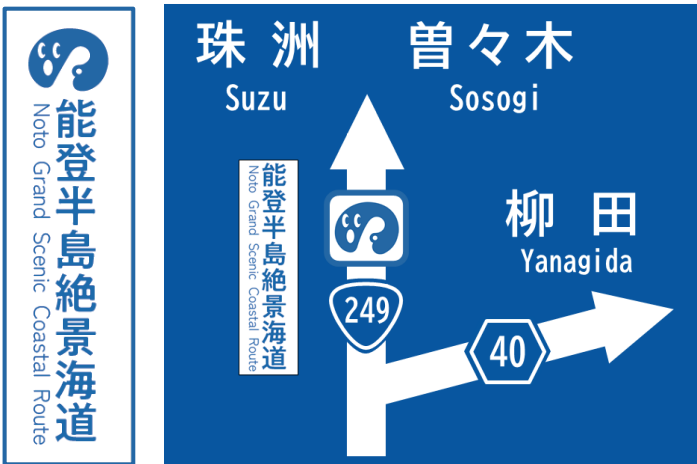 能登半島絶景海道
Noto Grand Scenic Coastal Route
珠洲
Suzu
曽々木
Sosogi
能登半島絶景海道
Noto Grand Scenic Coastal Route
柳田
Yanagida
249
40